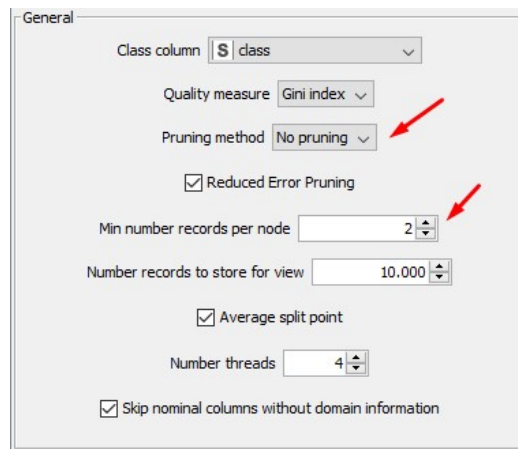 General
Class column S class
Quality measure Gini index
Pruning method No pruning
Reduced Error Pruning
Min number records per node 2
Number records to store for view 10.000
Average split point
Number threads 4
Skip nominal columns without domain information